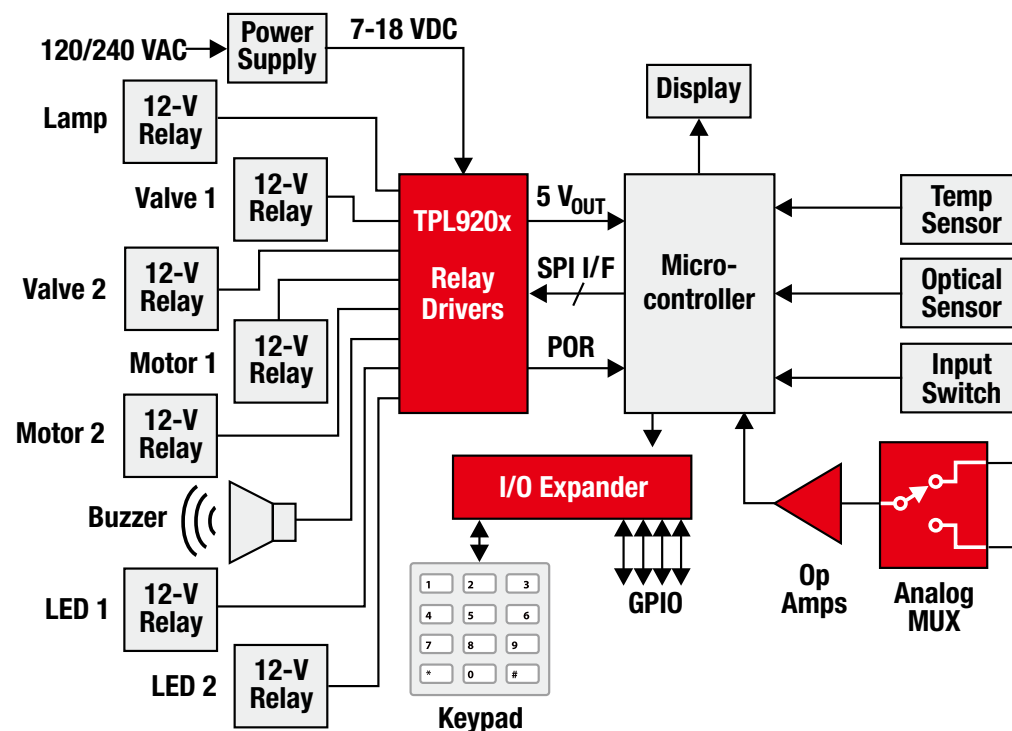 120/240 VAC
Power
Supply
7-18 VDC
Lamp
12-V
Relay
Valve 1
12-V
Relay
Valve 2
12-V
Relay
Motor 1
12-V
Relay
Motor 2
12-V
Relay
Buzzer
LED 1
12-V
Relay
LED 2
12-V
Relay
TPL920x
Relay
Drivers
5 VOUT
SPI I/F
POR
Display
Micro-
controller
Temp
Sensor
Optical
Sensor
Input
Switch
I/O Expander
1 2 3
4 5 6
7 8 9
* 0 #
Keypad
GPIO
Op
Amps
Analog
MUX